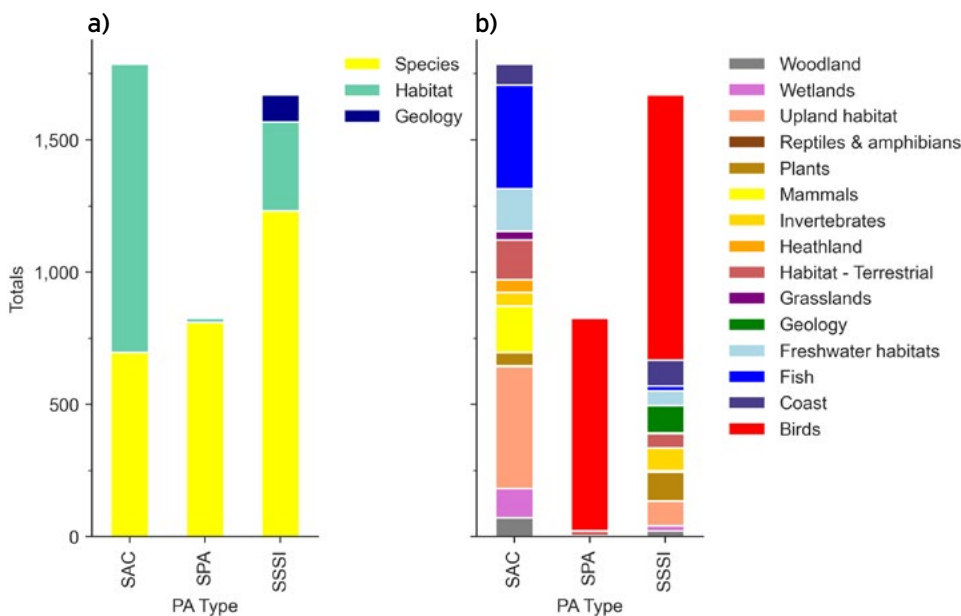 a)
Totals
1,500
1,000
500
0
SAC
SPA
SSSI
PA Type
Species
Habitat
Geology
b)
SAC
SPA
SSSI
PA Type
Woodland
Wetlands
Upland habitat
Reptiles & amphibians
Plants
Mammals
Invertebrates
Heathland
Habitat - Terrestrial
Grasslands
Geology
Freshwater habitats
Fish
Coast
Birds